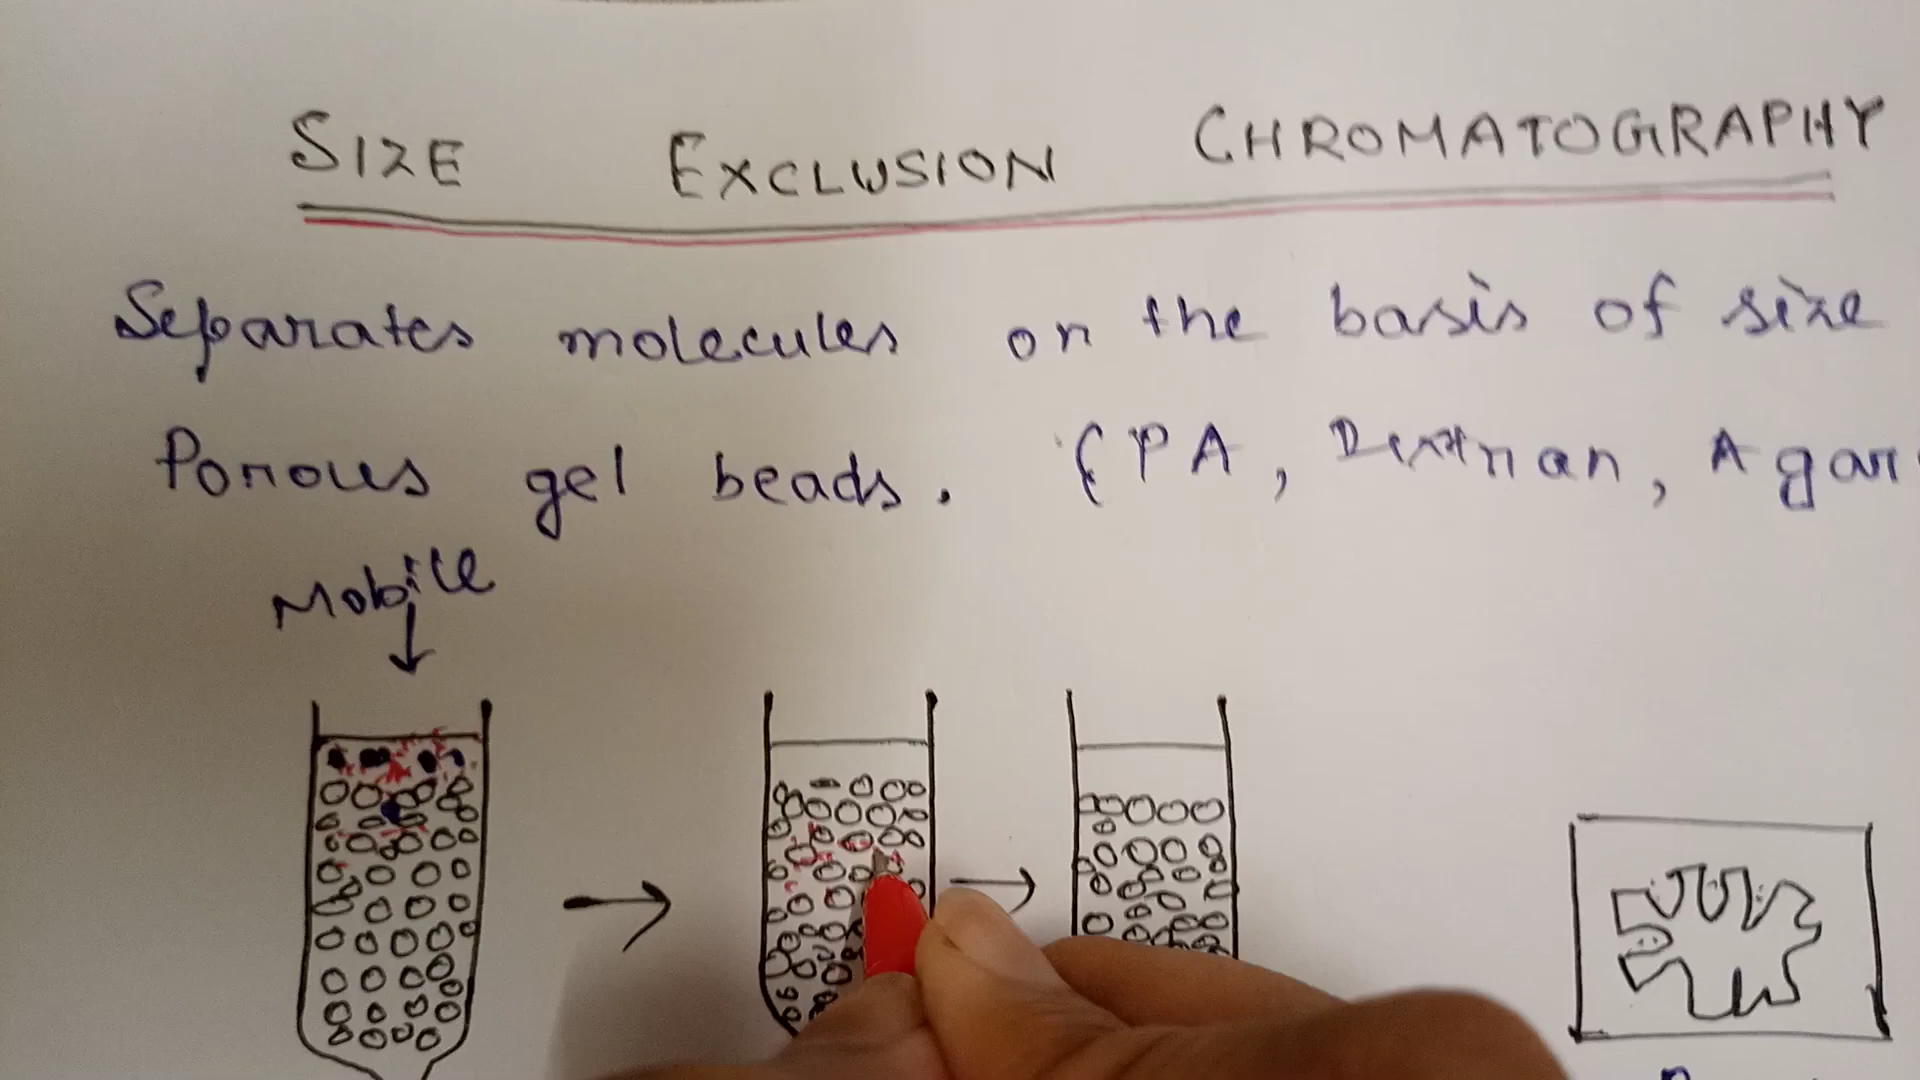 SIZE EXCLUSION CHROMATOGRAPHY
Separates molecules on the basis of size
Porous gel beads. {PA, Dextran, Agar
Mobile